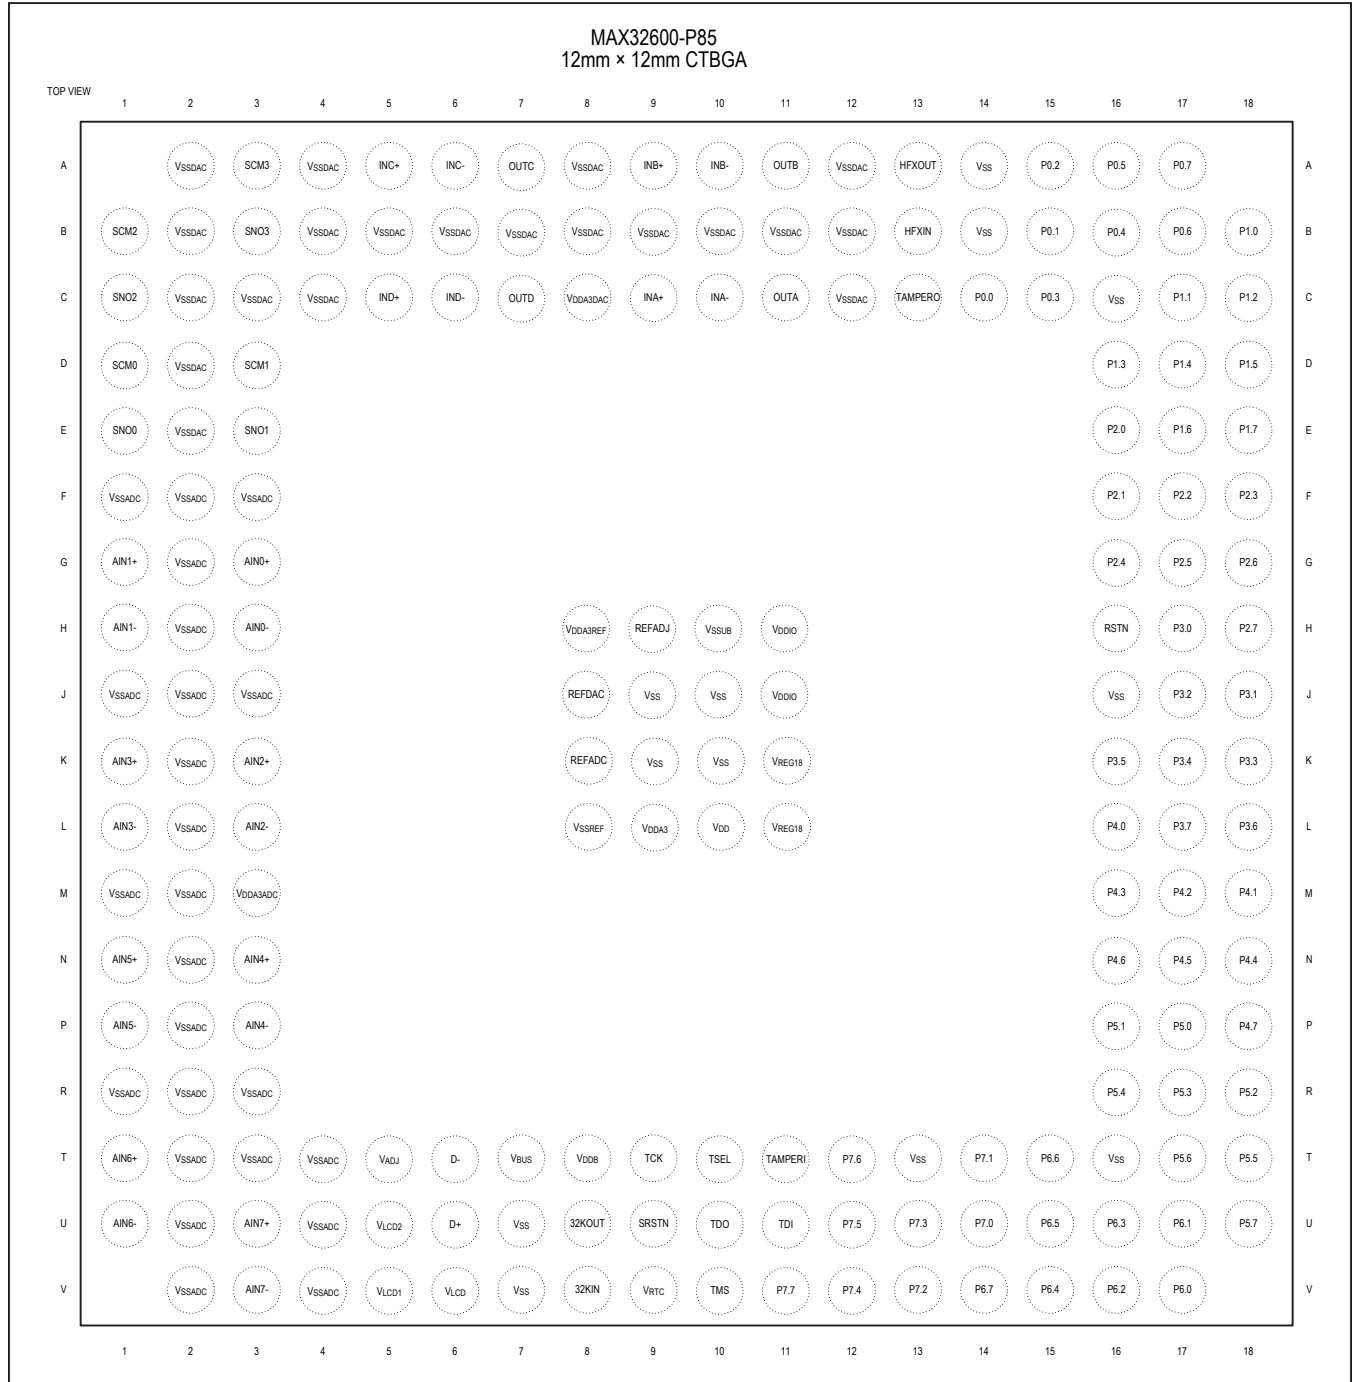 MAX32600-P85
12mm × 12mm CTBGA
TOP VIEW
1 2 3 4 5 6 7 8 9 10 11 12 13 14 15 16 17 18
A VSSDAC SCM3 VSSDAC INC+ INC- OUTC VSSDAC INB+ INB- OUTB VSSDAC HFXOUT VSS P0.2 P0.5 P0.7 A
B SCM2 VSSDAC SNO3 VSSDAC VSSDAC VSSDAC VSSDAC VSSDAC VSSDAC VSSDAC VSSDAC VSSDAC HFXIN VSS P0.1 P0.4 P0.6 P1.0 B
C SNO2 VSSDAC VSSDAC VSSDAC IND+ IND- OUTD VDDA3DAC INA+ INA- OUTA VSSDAC TAMPERO P0.0 P0.3 VSS P1.1 P1.2 C
D SCM0 VSSDAC SCM1 P1.3 P1.4 P1.5 D
E SNO0 VSSDAC SNO1 P2.0 P1.6 P1.7 E
F VSSADC VSSADC VSSADC P2.1 P2.2 P2.3 F
G AIN1+ VSSADC AIN0+ P2.4 P2.5 P2.6 G
H AIN1- VSSADC AIN0- VDDA3REF REFADJ VSSUB VDDIO RSTN P3.0 P2.7 H
J VSSADC VSSADC VSSADC REFDAC VSS VSS VDDIO VSS P3.2 P3.1 J
K AIN3+ VSSADC AIN2+ REFADC VSS VSS VREG18 P3.5 P3.4 P3.3 K
L AIN3- VSSADC AIN2- VSSREF VDDA3 VDD VREG18 P4.0 P3.7 P3.6 L
M VSSADC VSSADC VDDA3ADC P4.3 P4.2 P4.1 M
N AIN5+ VSSADC AIN4+ P4.6 P4.5 P4.4 N
P AIN5- VSSADC AIN4- P5.1 P5.0 P4.7 P
R VSSADC VSSADC VSSADC P5.4 P5.3 P5.2 R
T AIN6+ VSSADC VSSADC VSSADC VADJ D- VBUS VDDB TCK TSEL TAMPERI P7.6 VSS P7.1 P6.6 VSS P5.6 P5.5 T
U AIN6- VSSADC AIN7+ VSSADC VLCD2 D+ VSS 32KOUT SRSTN TDO TDI P7.5 P7.3 P7.0 P6.5 P6.3 P6.1 P5.7 U
V VSSADC AIN7- VSSADC VLCD1 VLCD VSS 32KIN VRTC TMS P7.7 P7.4 P7.2 P6.7 P6.4 P6.2 P6.0 V
1 2 3 4 5 6 7 8 9 10 11 12 13 14 15 16 17 18